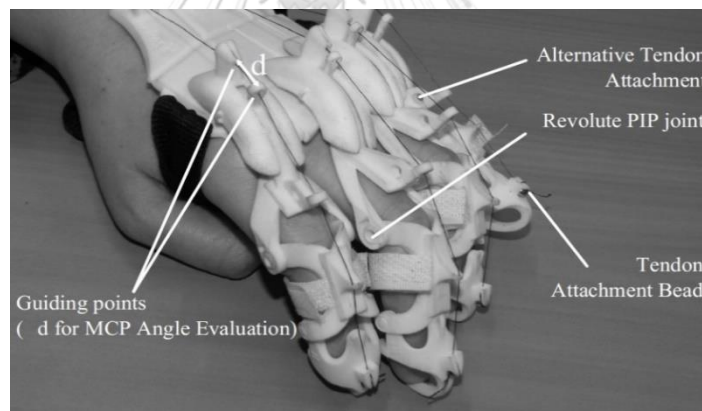 d
Alternative Tendon
Attachment
Revolute PIP joint
Tendon
Attachment Bead
Guiding points
( d for MCP Angle Evaluation)